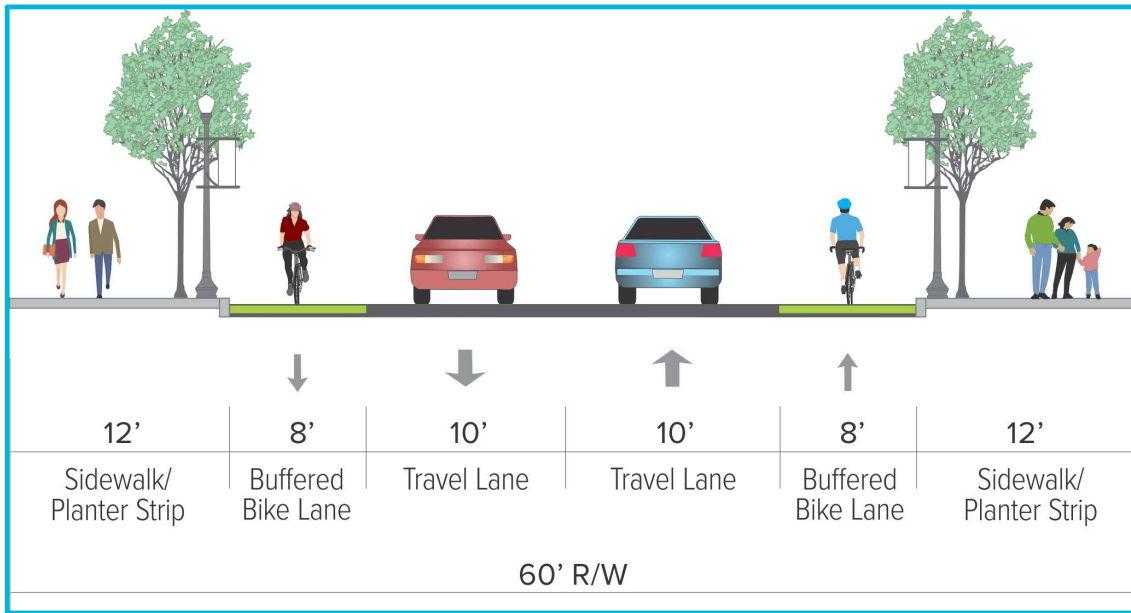 12’ 8’ 10’ 10’ 8’ 12’
Sidewalk/ Buffered Travel Lane Travel Lane Buffered Sidewalk/
Planter Strip Bike Lane Bike Lane Planter Strip
60’ R/W